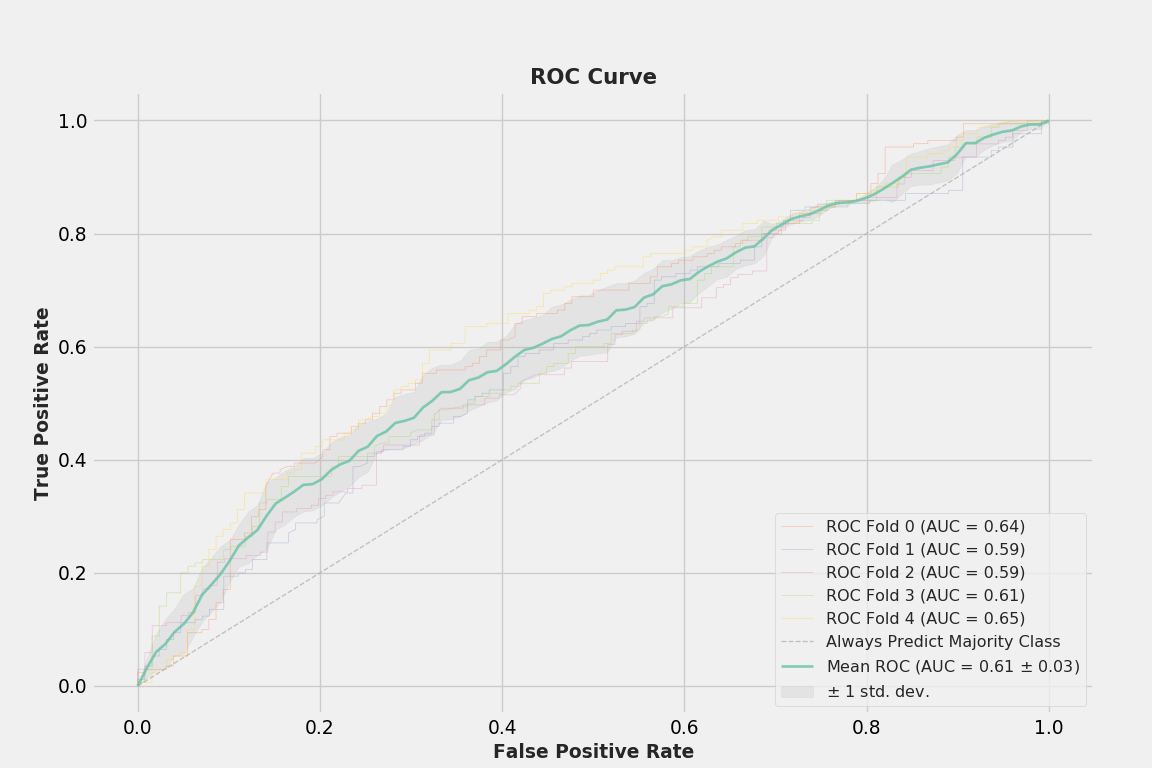 ROC Curve
True Positive Rate
1.0
0.8
0.6
0.4
0.2
0.0
ROC Fold 0 (AUC = 0.64)
ROC Fold 1 (AUC = 0.59)
ROC Fold 2 (AUC = 0.59)
ROC Fold 3 (AUC = 0.61)
ROC Fold 4 (AUC = 0.65)
Always Predict Majority Class
Mean ROC (AUC = 0.61 ± 0.03)
± 1 std. dev.
0.0 0.2 0.4 0.6 0.8 1.0
False Positive Rate